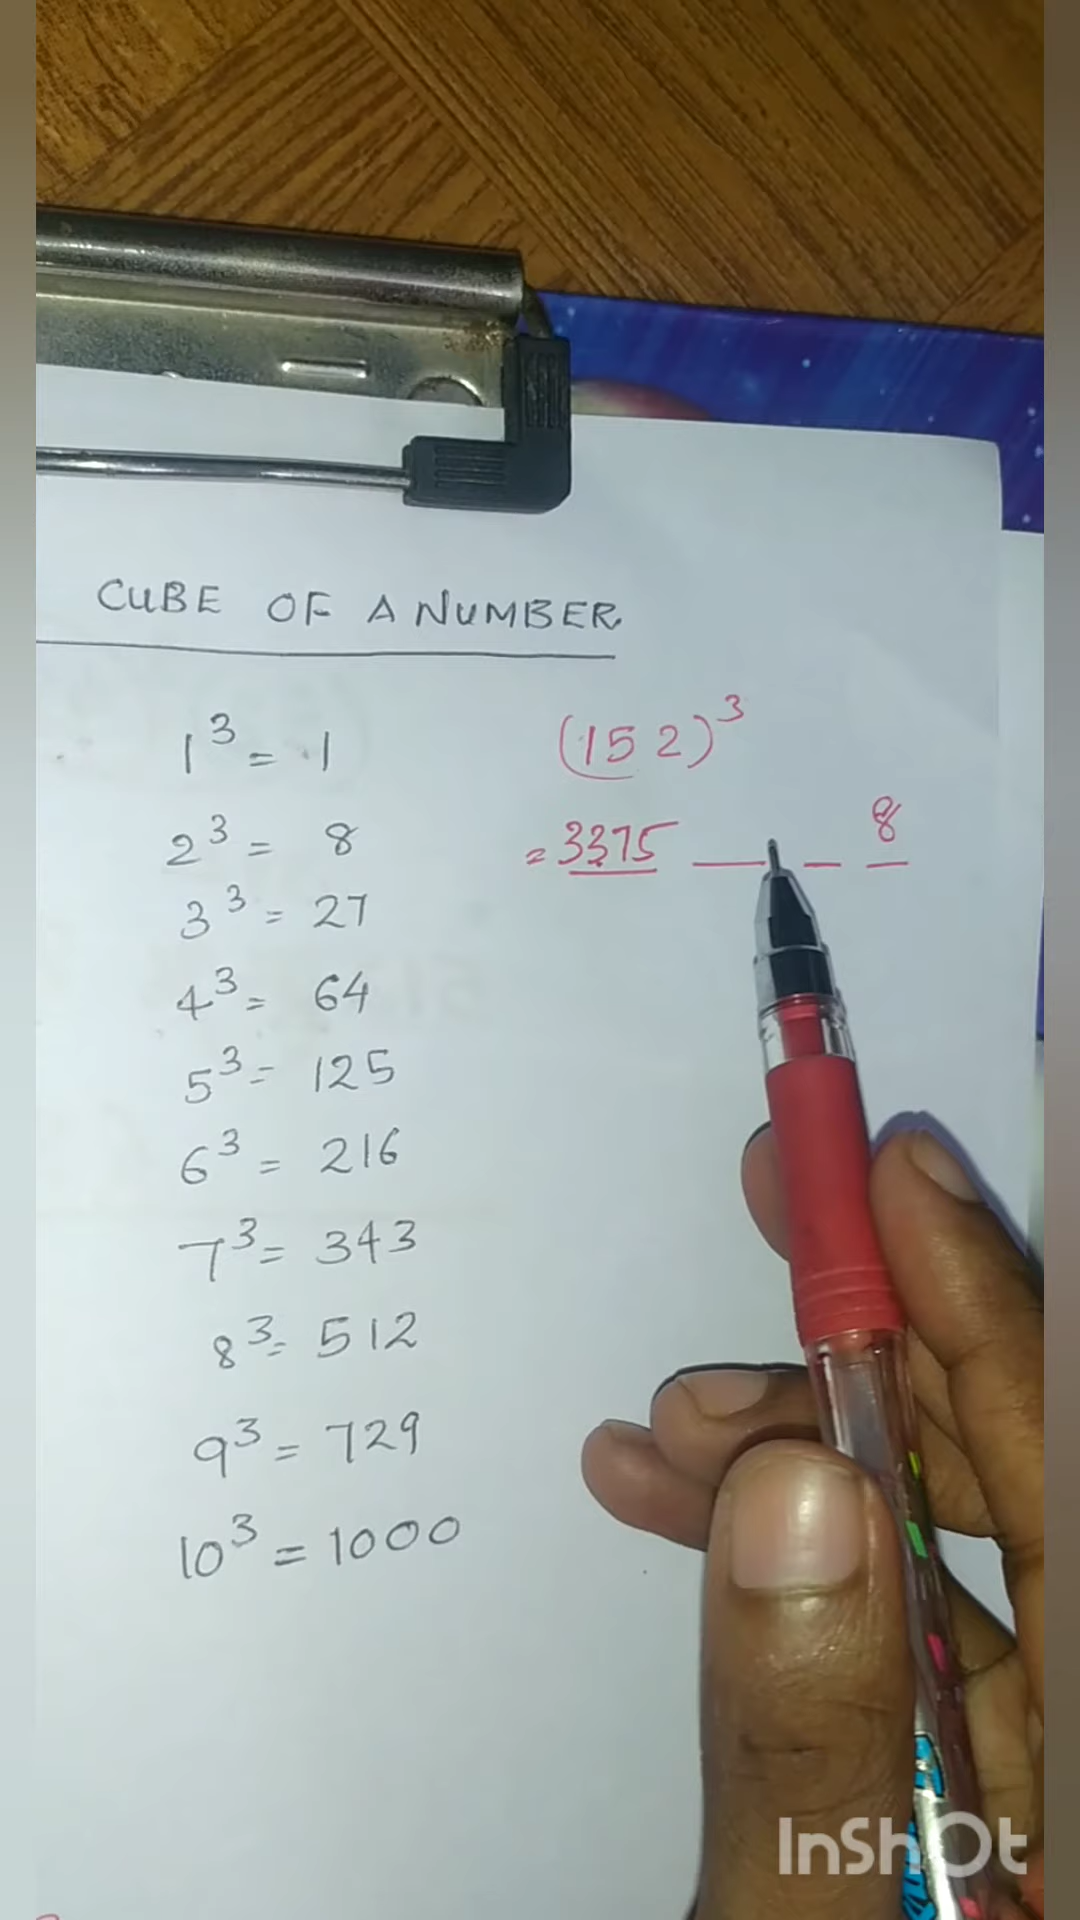 CUBE OF A NUMBER
1³ = 1
2³ = 8
3³ = 27
4³ = 64
5³ = 125
6³ = 216
7³ = 343
8³ = 512
9³ = 729
10³ = 1000
(152)³
= 3375 __ _ 8
InShOt